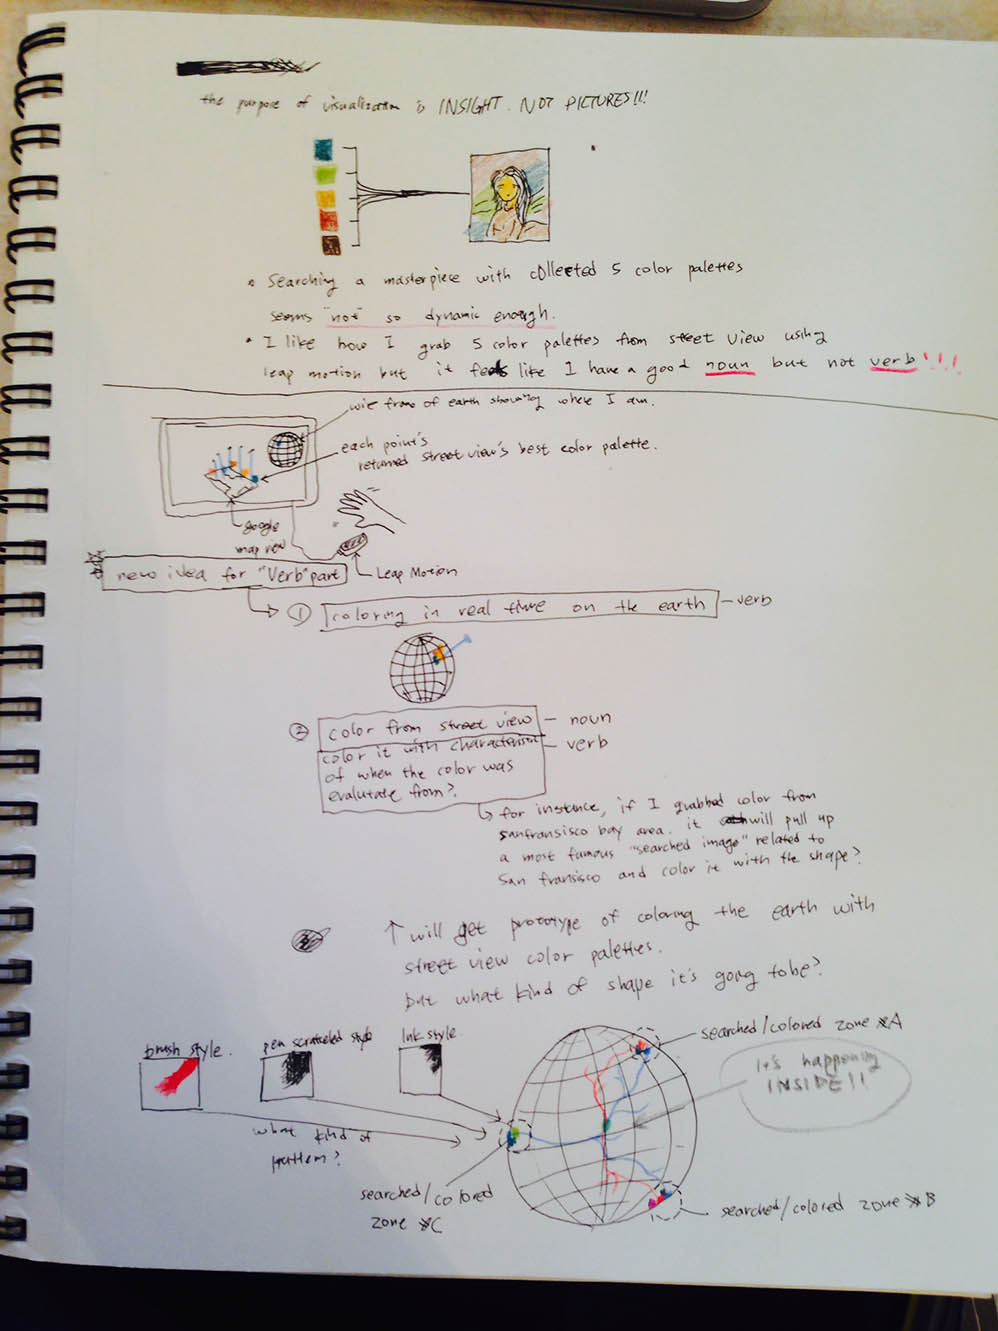 the purpose of visualization is INSIGHT. NOT PICTURES!!!
• Searching a masterpiece with collected 5 color palettes
seems "not" so dynamic enough.
• I like how I grab 5 color palettes from street view using
leap motion but it feels like I have a good noun but not verb!!!!
wire frame of earth showing where I am.
each point's
returned street view's best color palette.
google
map view
Leap Motion
new idea for "Verb" part
① coloring in real time on the earth – verb
② color from street view – noun
color it with characteristic – verb
of when the color was
evalutate from?
for instance, if I grabbed color from
sanfransisco bay area. it will pull up
a most famous "searched image" related to
San fransisco and color it with the shape?
↑ will get prototype of coloring the earth with
street view color palettes.
but what kind of shape it's going to be?
brush style.
pen scratched style
Ink style.
searched/colored zone *A
it's happening
INSIDE!!
what kind of
pattern?
searched/colored
zone *C
searched/colored zone *B